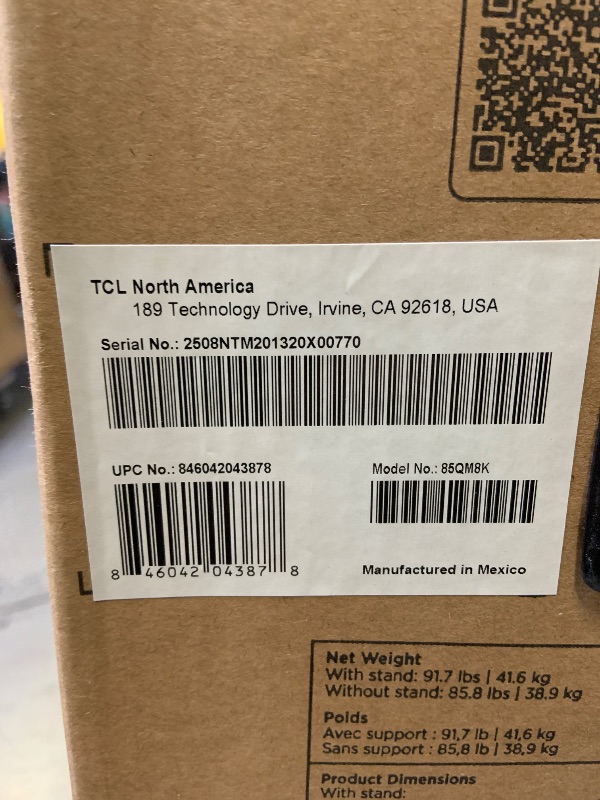 TCL North America
189 Technology Drive, Irvine, CA 92618, USA
Serial No.: 2508NTM201320X00770
UPC No.: 846042043878
8 46042 04387 8
Model No.: 85QM8K
Manufactured in Mexico
Net Weight
With stand: 91.7 lbs | 41.6 kg
Without stand: 85.8 lbs | 38.9 kg
Poids
Avec support : 91,7 lb | 41,6 kg
Sans support : 85,8 lb | 38,9 kg
Product Dimensions
With stand: